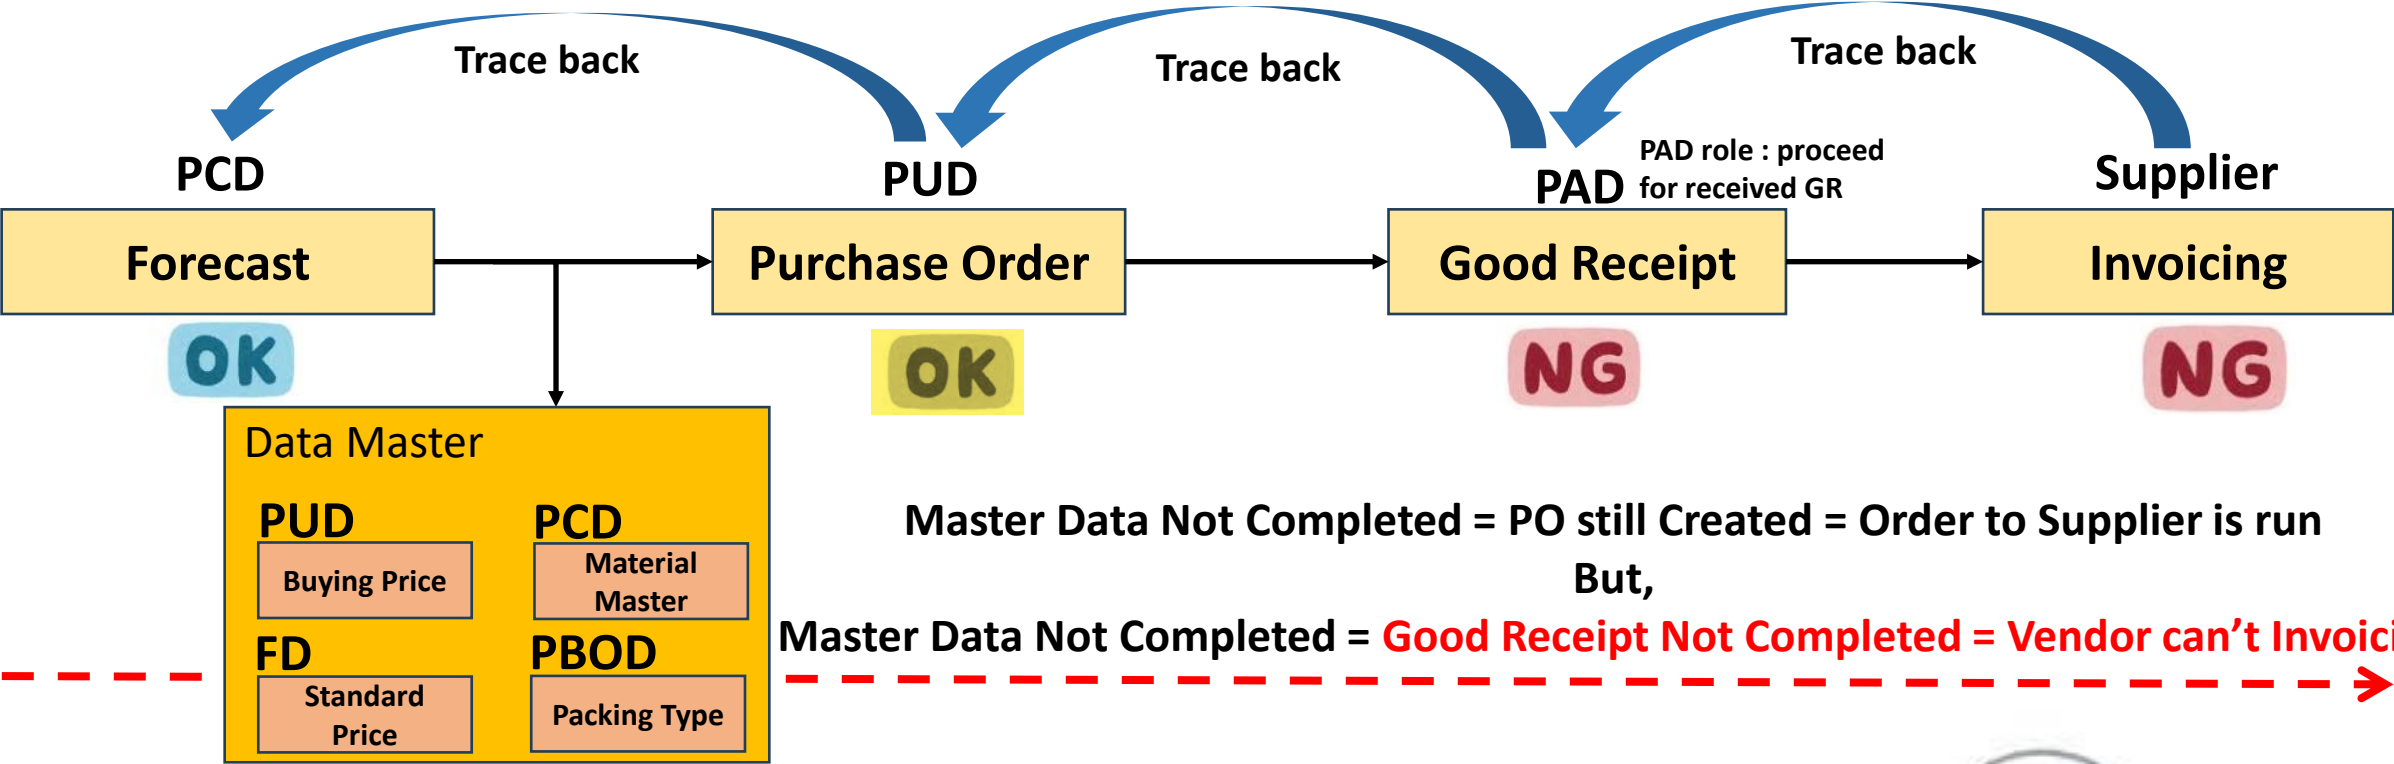 Trace back
Trace back
Trace back
PCD
PUD
PAD
PAD role : proceed
for received GR
Supplier
Forecast
Purchase Order
Good Receipt
Invoicing
OK
OK
NG
NG
Data Master
PUD
Buying Price
PCD
Material
Master
FD
Standard
Price
PBOD
Packing Type
Master Data Not Completed = PO still Created = Order to Supplier is run
But,
Master Data Not Completed = Good Receipt Not Completed = Vendor can’t Invoici